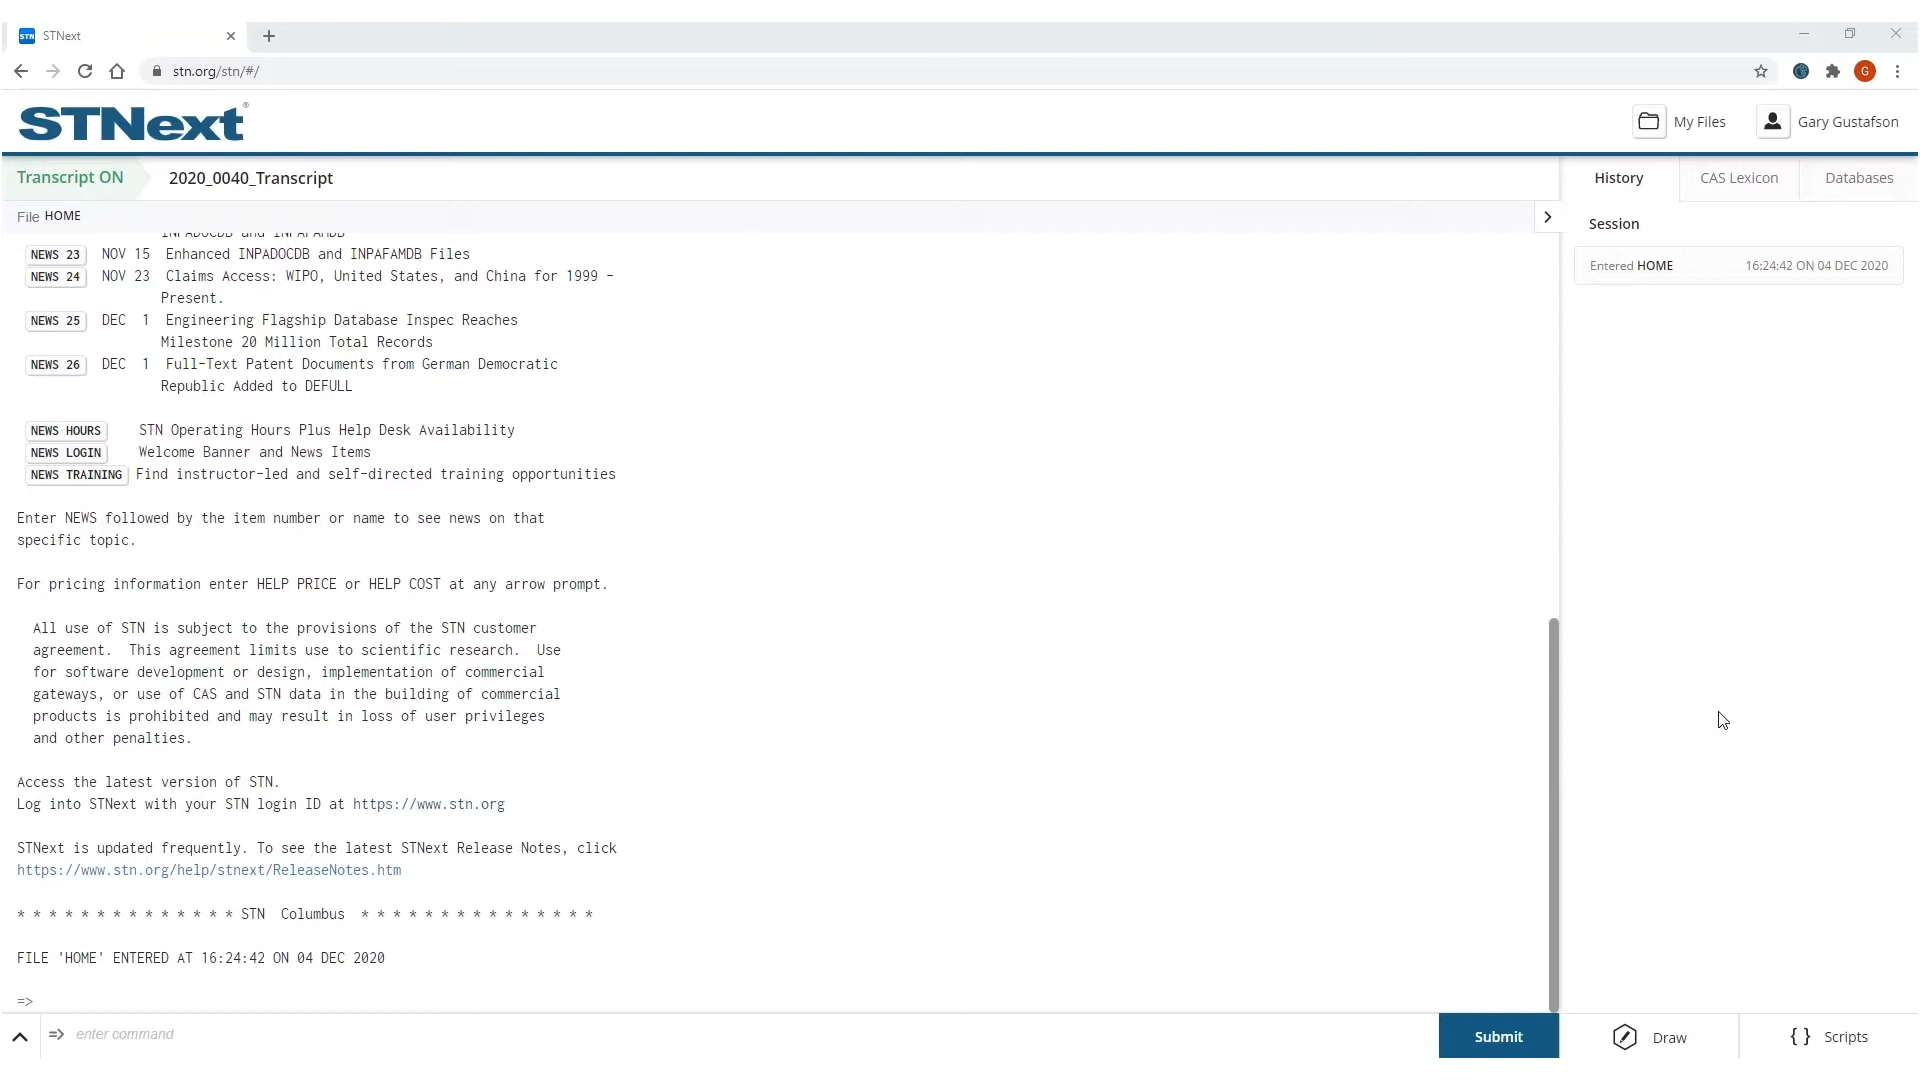 STN STNext
stn.org/stn/#/
G
STNext®
My Files
Gary Gustafson
Transcript ON 2020_0040_Transcript
History CAS Lexicon Databases
File HOME
Session
Entered HOME 16:24:42 ON 04 DEC 2020
INPADOCDB and INPAFAMDB
NEWS 23 NOV 15 Enhanced INPADOCDB and INPAFAMDB Files
NEWS 24 NOV 23 Claims Access: WIPO, United States, and China for 1999 -
Present.
NEWS 25 DEC 1 Engineering Flagship Database Inspec Reaches
Milestone 20 Million Total Records
NEWS 26 DEC 1 Full-Text Patent Documents from German Democratic
Republic Added to DEFULL
NEWS HOURS STN Operating Hours Plus Help Desk Availability
NEWS LOGIN Welcome Banner and News Items
NEWS TRAINING Find instructor-led and self-directed training opportunities
Enter NEWS followed by the item number or name to see news on that
specific topic.
For pricing information enter HELP PRICE or HELP COST at any arrow prompt.
All use of STN is subject to the provisions of the STN customer
agreement. This agreement limits use to scientific research. Use
for software development or design, implementation of commercial
gateways, or use of CAS and STN data in the building of commercial
products is prohibited and may result in loss of user privileges
and other penalties.
Access the latest version of STN.
Log into STNext with your STN login ID at https://www.stn.org
STNext is updated frequently. To see the latest STNext Release Notes, click
https://www.stn.org/help/stnext/ReleaseNotes.htm
* * * * * * * * * * * * * * STN Columbus * * * * * * * * * * * * * * *
FILE 'HOME' ENTERED AT 16:24:42 ON 04 DEC 2020
=>
=> enter command
Submit
Draw
{ } Scripts